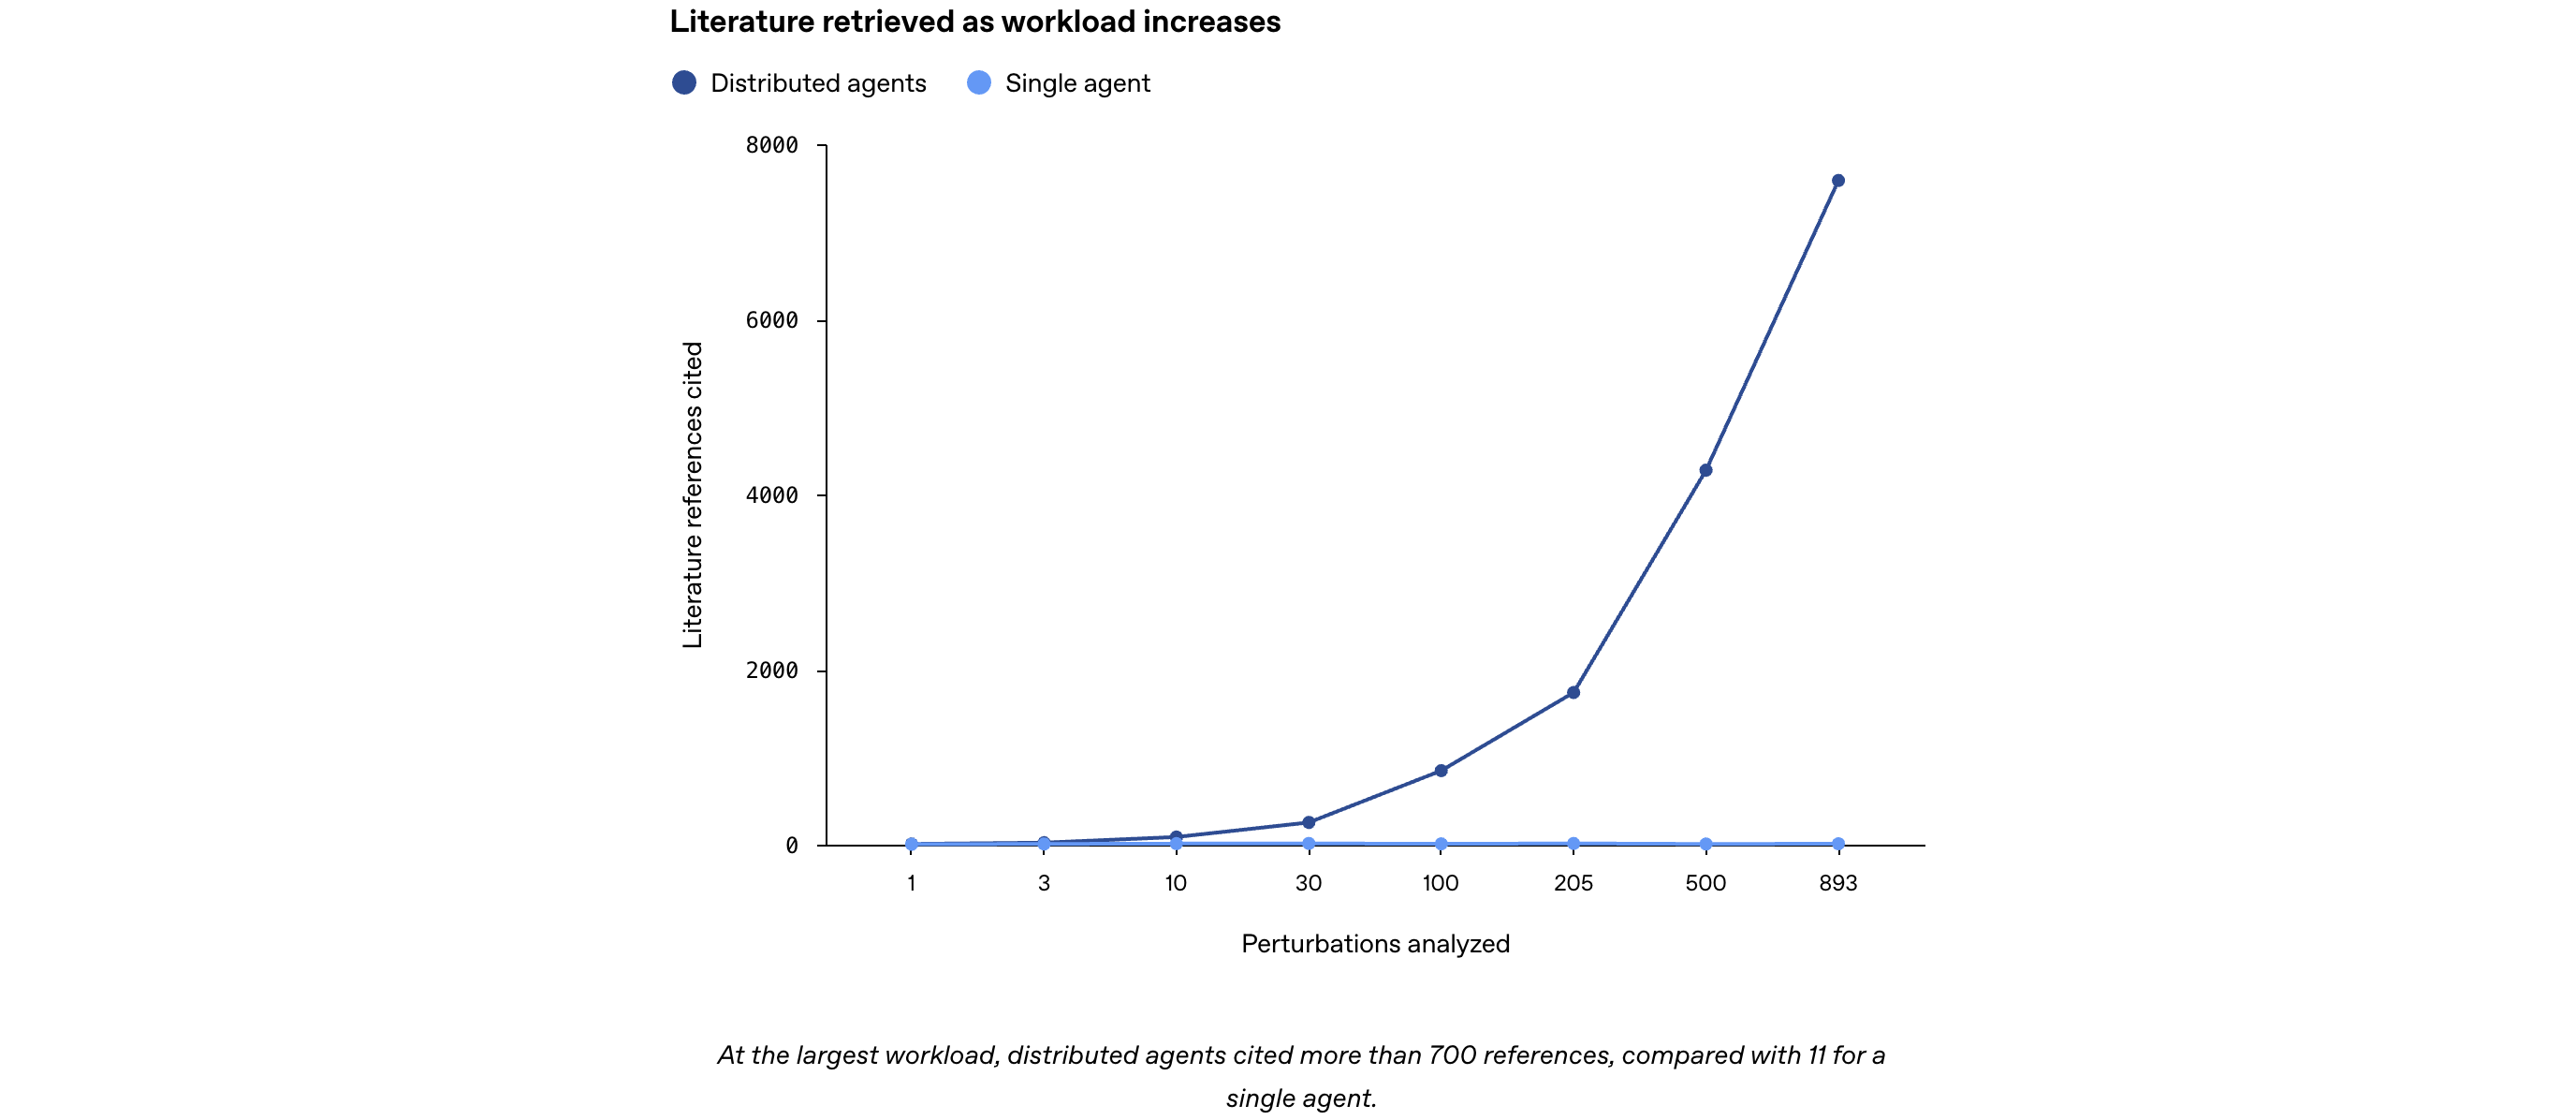 Literature retrieved as workload increases
Distributed agents
Single agent
8000
6000
4000
2000
0
Literature references cited
1
3
10
30
100
205
500
893
Perturbations analyzed
At the largest workload, distributed agents cited more than 700 references, compared with 11 for a
single agent.